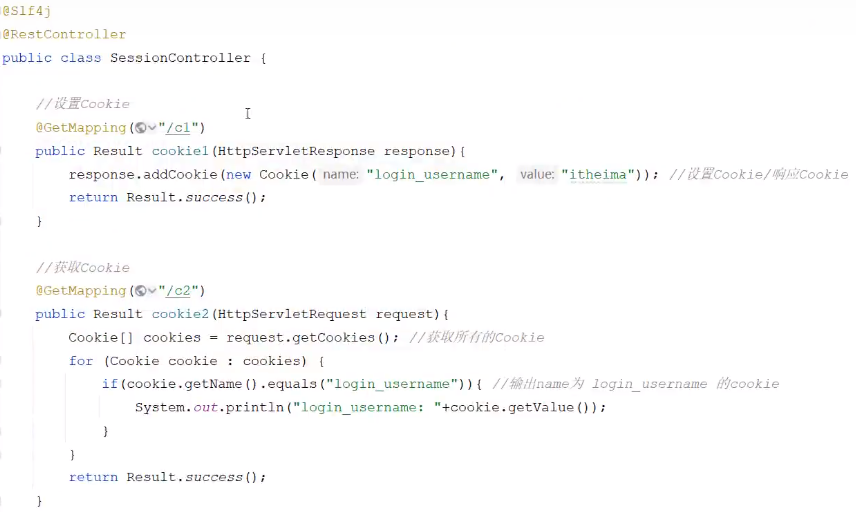 @Slf4j
@RestController
public class SessionController {
//设置Cookie
@GetMapping("/c1")
public Result cookie1(HttpServletResponse response){
response.addCookie(new Cookie( name: "login_username", value: "itheima")); //设置Cookie/响应Cookie
return Result.success();
}
//获取Cookie
@GetMapping("/c2")
public Result cookie2(HttpServletRequest request){
Cookie[] cookies = request.getCookies(); //获取所有的Cookie
for (Cookie cookie : cookies) {
if(cookie.getName().equals("login_username")){ //输出name为 login_username 的cookie
System.out.println("login_username: "+cookie.getValue());
}
}
return Result.success();
}